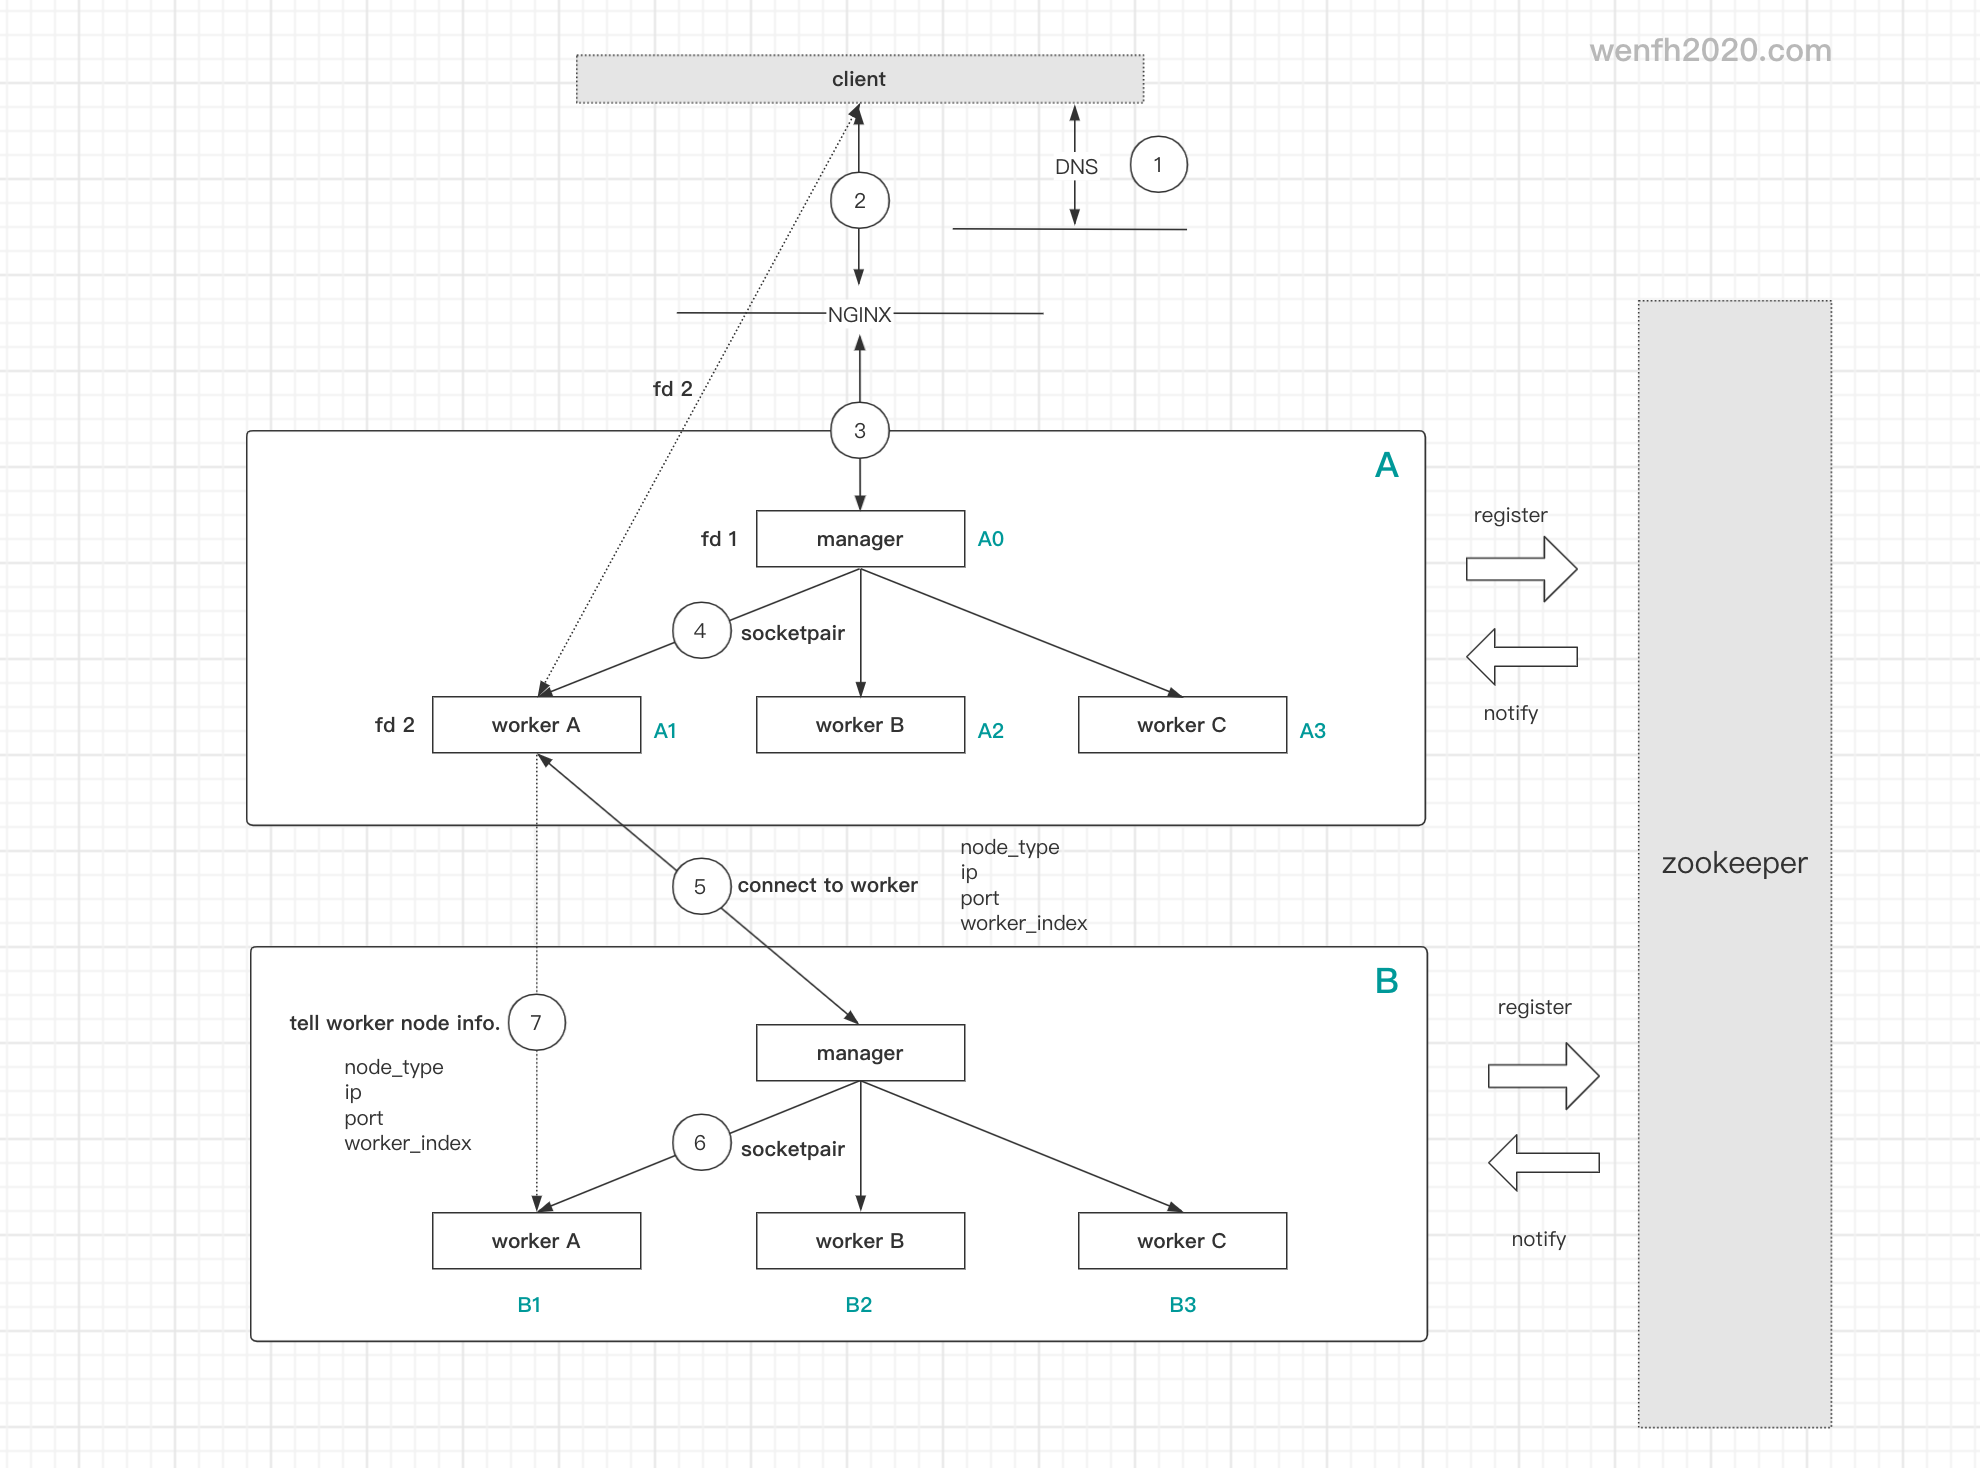 wenfh2020.com
client
DNS
1
2
NGINX
fd 2
3
A
register
fd 1
manager
A0
4
socketpair
notify
fd 2
worker A
A1
worker B
A2
worker C
A3
node_type
ip
port
worker_index
zookeeper
5
connect to worker
B
register
tell worker node info.
7
node_type
ip
port
worker_index
manager
6
socketpair
notify
worker A
worker B
worker C
B1
B2
B3